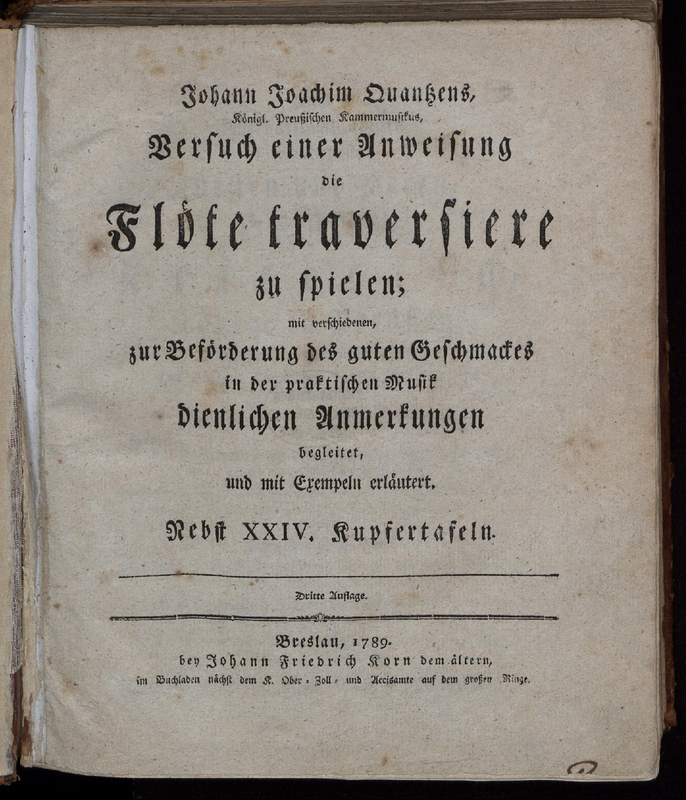 Johann Joachim Quantzens,
Königl. Preußischen Kammermusikus,
Versuch einer Anweisung
die
Flöte traversiere
zu spielen;
mit verschiedenen,
zur Beförderung des guten Geschmackes
in der praktischen Musik
dienlichen Anmerkungen
begleitet,
und mit Exempeln erläutert.
Nebst XXIV. Kupfertafeln.
Dritte Auflage.
Breslau, 1789.
bey Johann Friedrich Korn dem ältern,
im Buchladen nächst dem K. Ober- Zoll- und Accisamte auf dem großen Ringe.